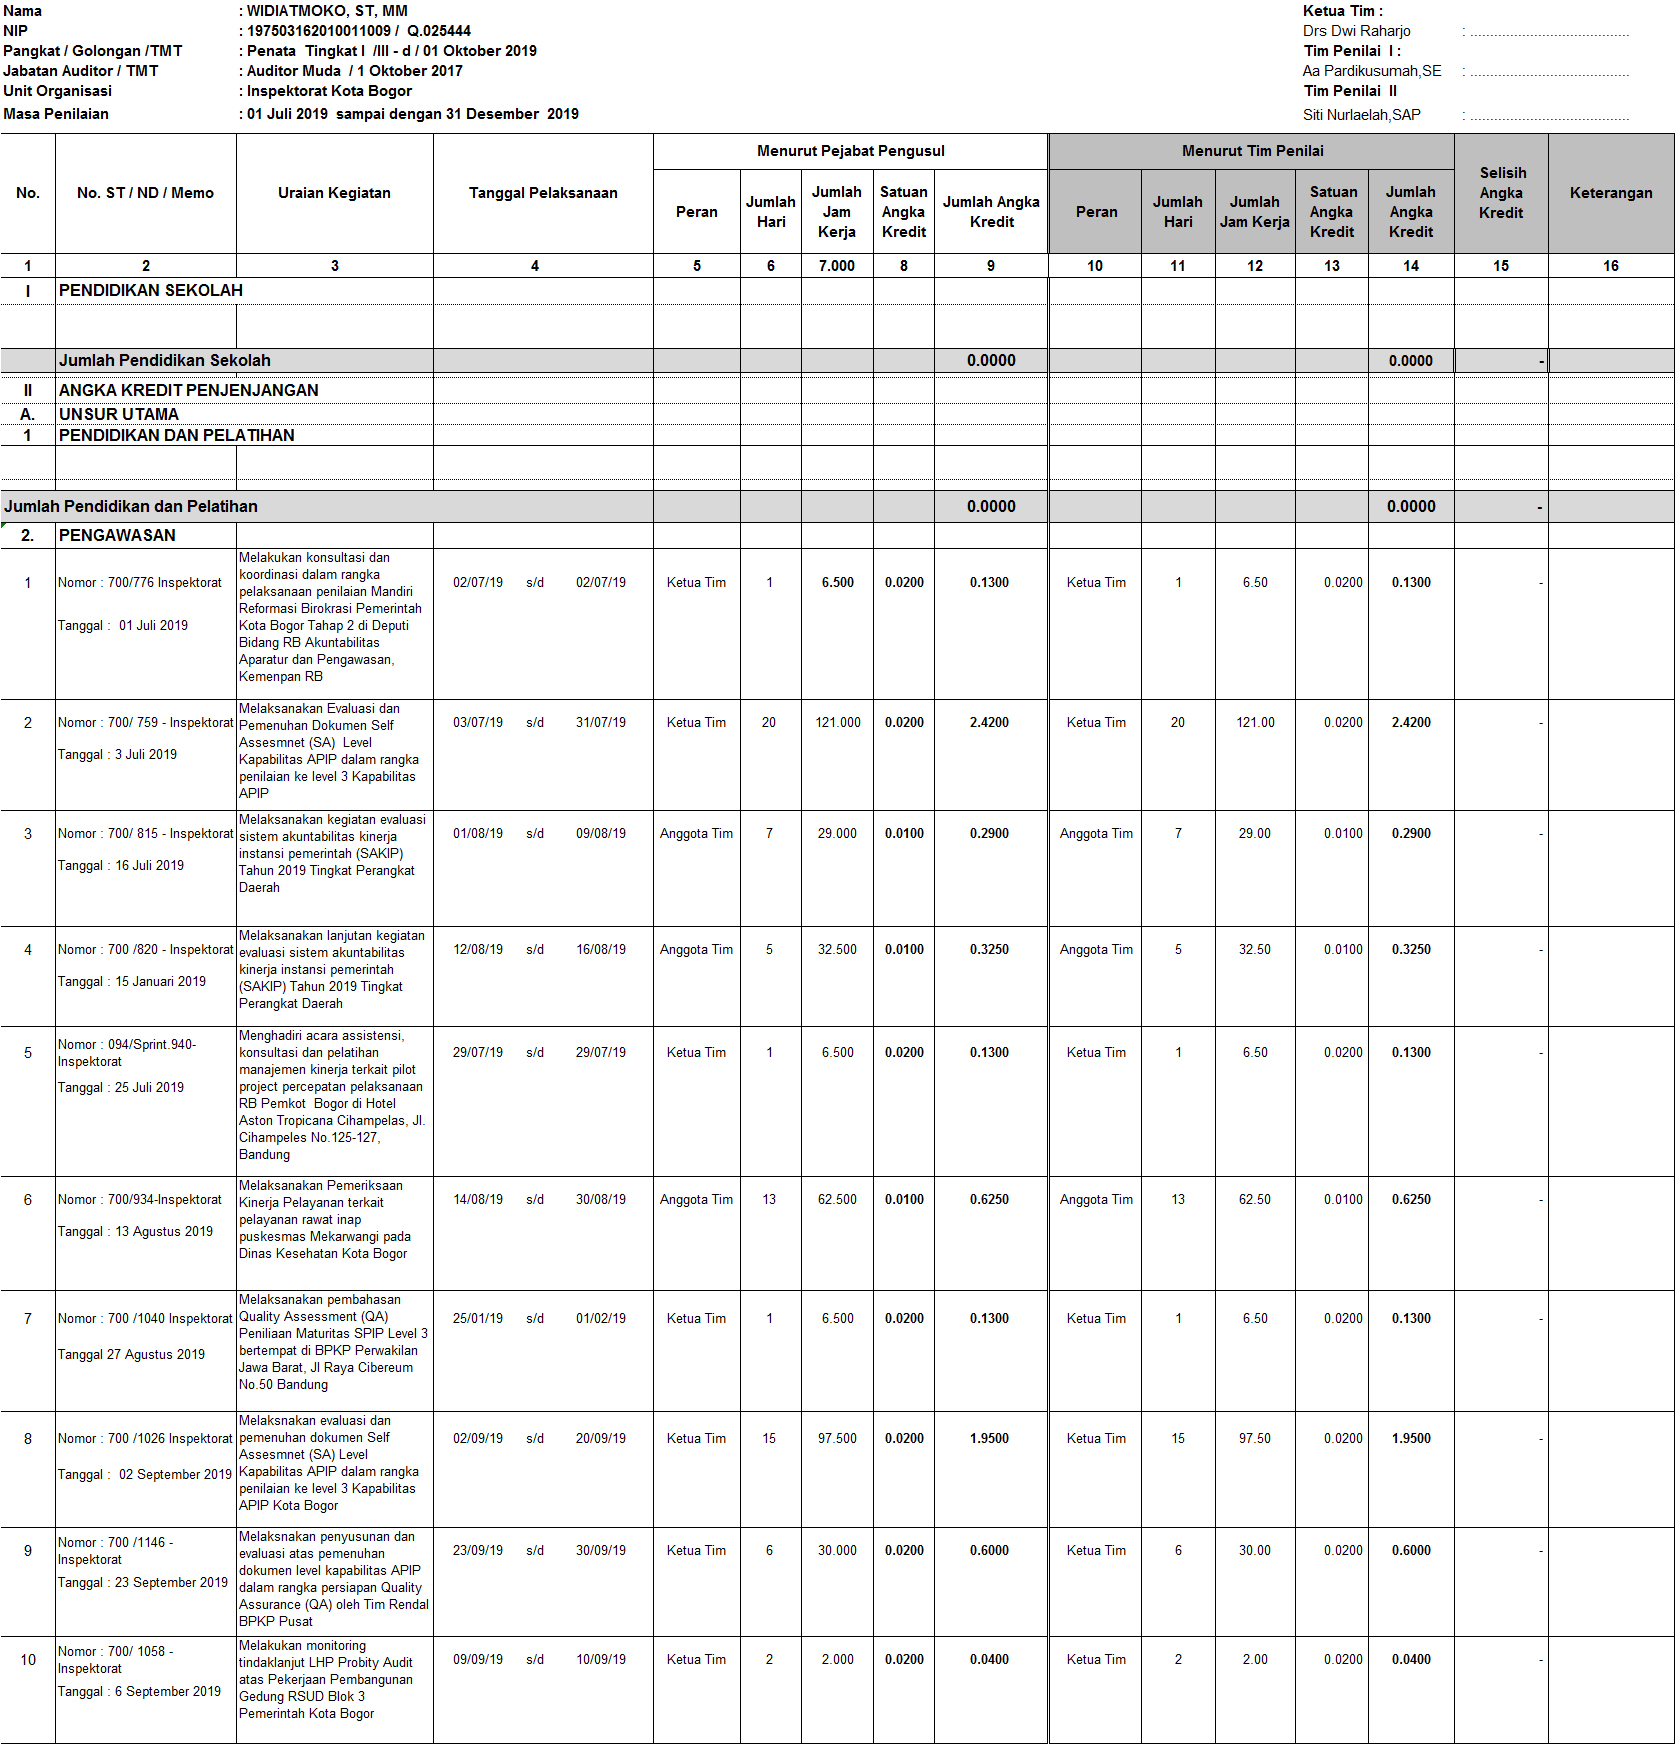 Nama : WIDIATMOKO, ST, MM Ketua Tim :
NIP : 197503162010011009 / Q.025444 Drs Dwi Raharjo : ........................................
Pangkat / Golongan /TMT : Penata Tingkat I /III - d / 01 Oktober 2019 Tim Penilai I :
Jabatan Auditor / TMT : Auditor Muda / 1 Oktober 2017 Aa Pardikusumah,SE : ........................................
Unit Organisasi : Inspektorat Kota Bogor Tim Penilai II
Masa Penilaian : 01 Juli 2019 sampai dengan 31 Desember 2019 Siti Nurlaelah,SAP : ........................................
No. No. ST / ND / Memo Uraian Kegiatan Tanggal Pelaksanaan Menurut Pejabat Pengusul Menurut Tim Penilai Selisih Angka Kredit Keterangan
Peran Jumlah Hari Jumlah Jam Kerja Satuan Angka Kredit Jumlah Angka Kredit Peran Jumlah Hari Jumlah Jam Kerja Satuan Angka Kredit Jumlah Angka Kredit
1 2 3 4 5 6 7.000 8 9 10 11 12 13 14 15 16
I PENDIDIKAN SEKOLAH
Jumlah Pendidikan Sekolah 0.0000 0.0000 -
II ANGKA KREDIT PENJENJANGAN
A. UNSUR UTAMA
1 PENDIDIKAN DAN PELATIHAN
Jumlah Pendidikan dan Pelatihan 0.0000 0.0000 -
2. PENGAWASAN
1 Nomor : 700/776 Inspektorat
Tanggal : 01 Juli 2019
Melakukan konsultasi dan
koordinasi dalam rangka
pelaksanaan penilaian Mandiri
Reformasi Birokrasi Pemerintah
Kota Bogor Tahap 2 di Deputi
Bidang RB Akuntabilitas
Aparatur dan Pengawasan,
Kemenpan RB
02/07/19 s/d 02/07/19 Ketua Tim 1 6.500 0.0200 0.1300 Ketua Tim 1 6.50 0.0200 0.1300 -
2 Nomor : 700/ 759 - Inspektorat
Tanggal : 3 Juli 2019
Melaksanakan Evaluasi dan
Pemenuhan Dokumen Self
Assesmnet (SA) Level
Kapabilitas APIP dalam rangka
penilaian ke level 3 Kapabilitas
APIP
03/07/19 s/d 31/07/19 Ketua Tim 20 121.000 0.0200 2.4200 Ketua Tim 20 121.00 0.0200 2.4200 -
3 Nomor : 700/ 815 - Inspektorat
Tanggal : 16 Juli 2019
Melaksanakan kegiatan evaluasi
sistem akuntabilitas kinerja
instansi pemerintah (SAKIP)
Tahun 2019 Tingkat Perangkat
Daerah
01/08/19 s/d 09/08/19 Anggota Tim 7 29.000 0.0100 0.2900 Anggota Tim 7 29.00 0.0100 0.2900 -
4 Nomor : 700 /820 - Inspektorat
Tanggal : 15 Januari 2019
Melaksanakan lanjutan kegiatan
evaluasi sistem akuntabilitas
kinerja instansi pemerintah
(SAKIP) Tahun 2019 Tingkat
Perangkat Daerah
12/08/19 s/d 16/08/19 Anggota Tim 5 32.500 0.0100 0.3250 Anggota Tim 5 32.50 0.0100 0.3250 -
5 Nomor : 094/Sprint.940-
Inspektorat
Tanggal : 25 Juli 2019
Menghadiri acara assistensi,
konsultasi dan pelatihan
manajemen kinerja terkait pilot
project percepatan pelaksanaan
RB Pemkot Bogor di Hotel
Aston Tropicana Cihampelas, Jl.
Cihampeles No.125-127,
Bandung
29/07/19 s/d 29/07/19 Ketua Tim 1 6.500 0.0200 0.1300 Ketua Tim 1 6.50 0.0200 0.1300 -
6 Nomor : 700/934-Inspektorat
Tanggal : 13 Agustus 2019
Melaksanakan Pemeriksaan
Kinerja Pelayanan terkait
pelayanan rawat inap
puskesmas Mekarwangi pada
Dinas Kesehatan Kota Bogor
14/08/19 s/d 30/08/19 Anggota Tim 13 62.500 0.0100 0.6250 Anggota Tim 13 62.50 0.0100 0.6250 -
7 Nomor : 700 /1040 Inspektorat
Tanggal 27 Agustus 2019
Melaksanakan pembahasan
Quality Assessment (QA)
Peniliaan Maturitas SPIP Level 3
bertempat di BPKP Perwakilan
Jawa Barat, Jl Raya Cibereum
No.50 Bandung
25/01/19 s/d 01/02/19 Ketua Tim 1 6.500 0.0200 0.1300 Ketua Tim 1 6.50 0.0200 0.1300 -
8 Nomor : 700 /1026 Inspektorat
Tanggal : 02 September 2019
Melaksnakan evaluasi dan
pemenuhan dokumen Self
Assesmnet (SA) Level
Kapabilitas APIP dalam rangka
penilaian ke level 3 Kapabilitas
APIP Kota Bogor
02/09/19 s/d 20/09/19 Ketua Tim 15 97.500 0.0200 1.9500 Ketua Tim 15 97.50 0.0200 1.9500 -
9 Nomor : 700 /1146 -
Inspektorat
Tanggal : 23 September 2019
Melaksnakan penyusunan dan
evaluasi atas pemenuhan
dokumen level kapabilitas APIP
dalam rangka persiapan Quality
Assurance (QA) oleh Tim Rendal
BPKP Pusat
23/09/19 s/d 30/09/19 Ketua Tim 6 30.000 0.0200 0.6000 Ketua Tim 6 30.00 0.0200 0.6000 -
10 Nomor : 700/ 1058 -
Inspektorat
Tanggal : 6 September 2019
Melakukan monitoring
tindaklanjut LHP Probity Audit
atas Pekerjaan Pembangunan
Gedung RSUD Blok 3
Pemerintah Kota Bogor
09/09/19 s/d 10/09/19 Ketua Tim 2 2.000 0.0200 0.0400 Ketua Tim 2 2.00 0.0200 0.0400 -